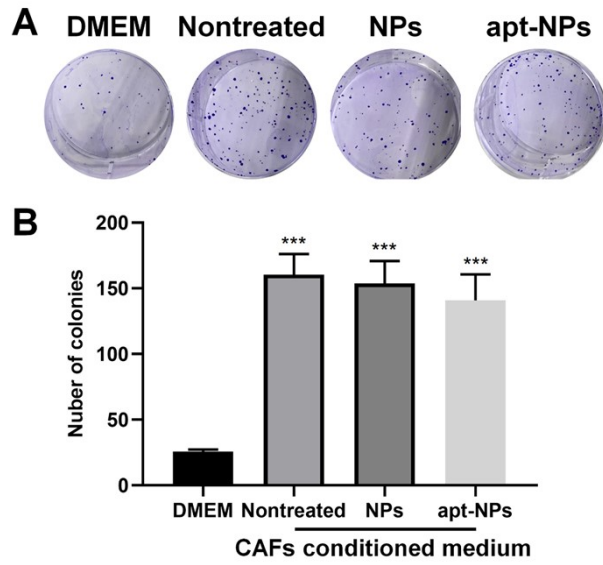 A
DMEM Nontreated NPs apt-NPs
B
Nuber of colonies
200
150
100
50
0
*** *** ***
DMEM Nontreated NPs apt-NPs
CAFs conditioned medium